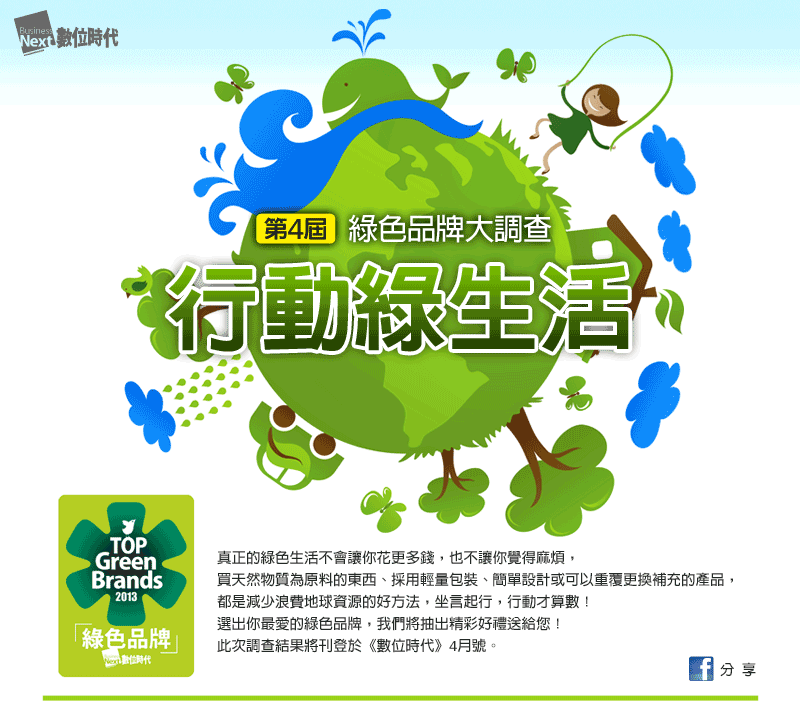 Business
Next 數位時代
第4屆 綠色品牌大調查
行動綠生活
TOP
Green
Brands
2013
「綠色品牌」
Next 數位時代
真正的綠色生活不會讓你花更多錢，也不讓你覺得麻煩，
買天然物質為原料的東西、採用輕量包裝、簡單設計或可以重覆更換補充的產品，
都是減少浪費地球資源的好方法，坐言起行，行動才算數！
選出你最愛的綠色品牌，我們將抽出精彩好禮送給您！
此次調查結果將刊登於《數位時代》4月號。
f 分 享